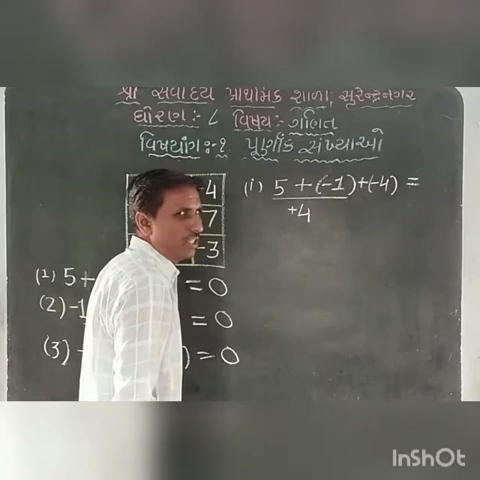 શ્રી સર્વોદય પ્રાથમિક શાળા, સુરેન્દ્રનગર
ધોરણ :- ૮ વિષય :- ગણિત
વિષયાંગ :- ૧. પૂર્ણાંક સંખ્યાઓ
-4 (i) 5 + (-1) + (-4) =
7 +4
-3
(1) 5 + = 0
(2) -1 = 0
(3) - ) = 0
InShOt